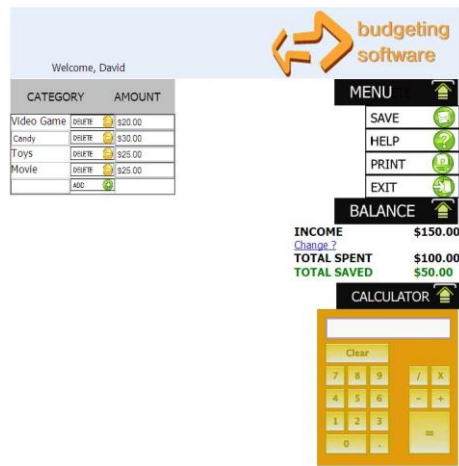 budgeting
software
Welcome, David
CATEGORY AMOUNT
Video Game DELETE $20.00
Candy DELETE $30.00
Toys DELETE $25.00
Movie DELETE $25.00
ADD
MENU
SAVE
HELP
PRINT
EXIT
BALANCE
INCOME $150.00
Change ?
TOTAL SPENT $100.00
TOTAL SAVED $50.00
CALCULATOR
Clear
7 8 9 / X
4 5 6 - +
1 2 3
0 . =